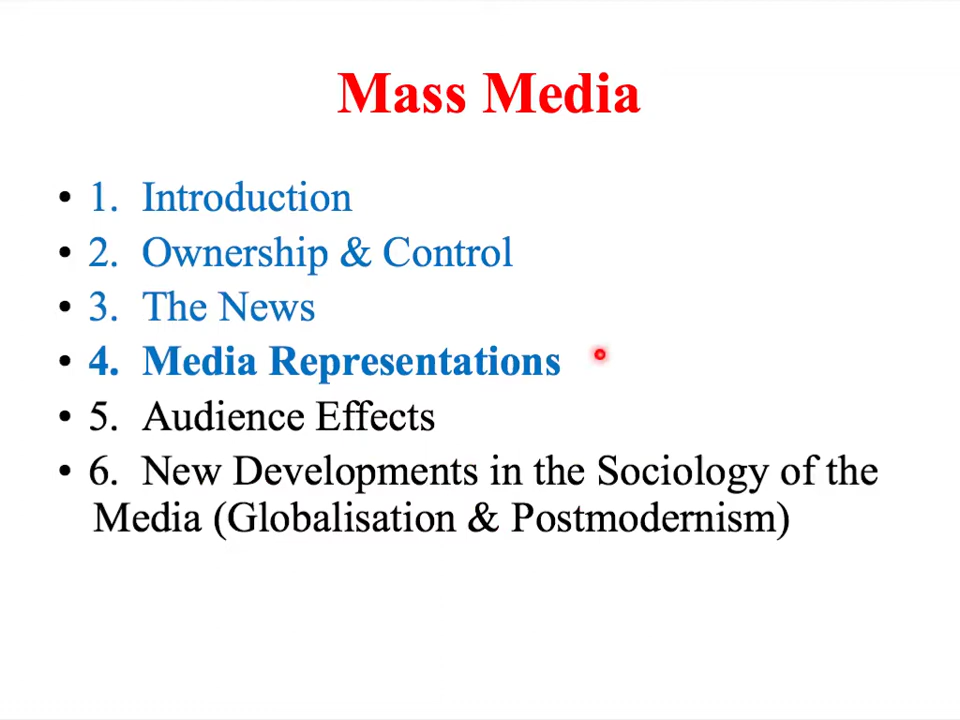 Mass Media
• 1. Introduction
• 2. Ownership & Control
• 3. The News
• 4. Media Representations
• 5. Audience Effects
• 6. New Developments in the Sociology of the
Media (Globalisation & Postmodernism)